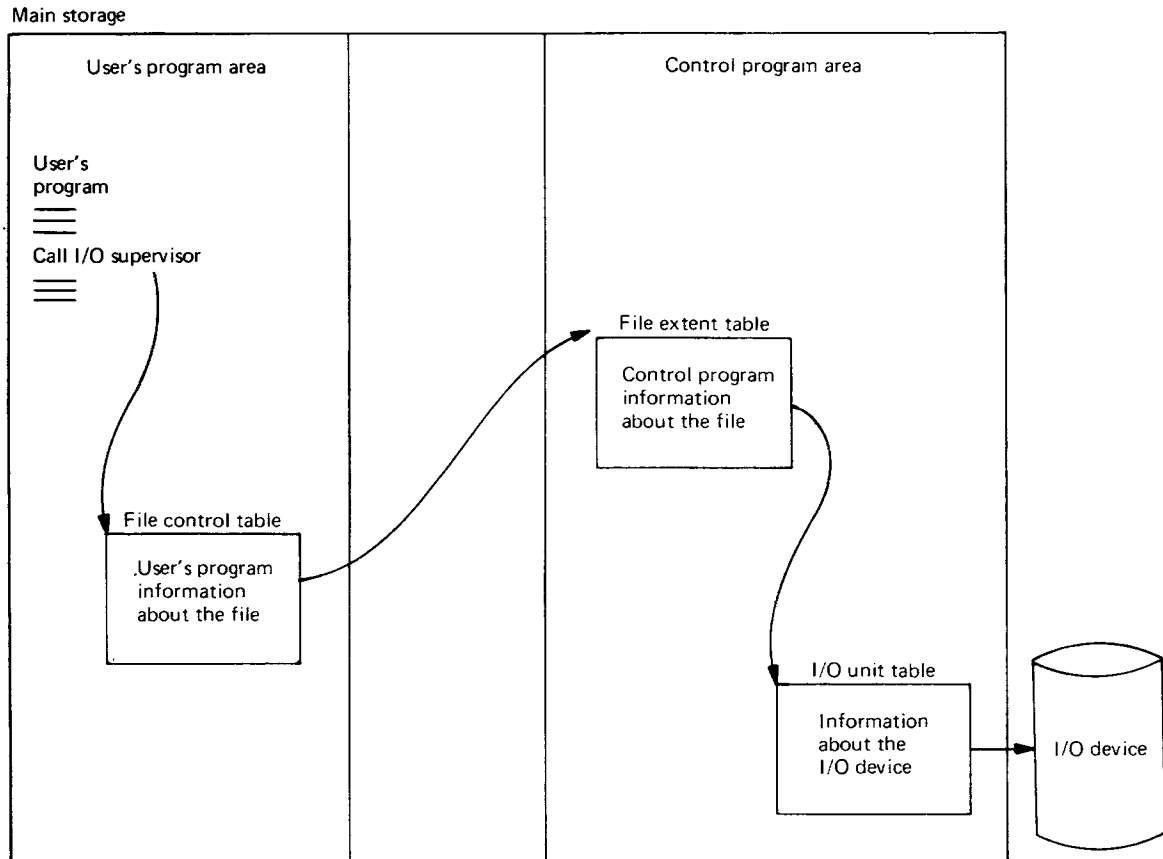 Main storage
User's program area
Control program area
User's
program
Call I/O supervisor
File extent table
Control program
information
about the file
File control table
User's program
information
about the file
I/O unit table
Information
about the
I/O device
I/O device